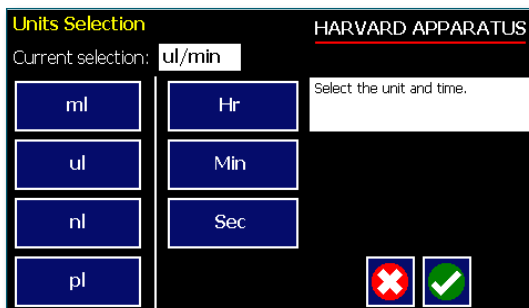 Units Selection
HARVARD APPARATUS
Current selection: ul/min
Select the unit and time.
ml
Hr
ul
Min
nl
Sec
pl